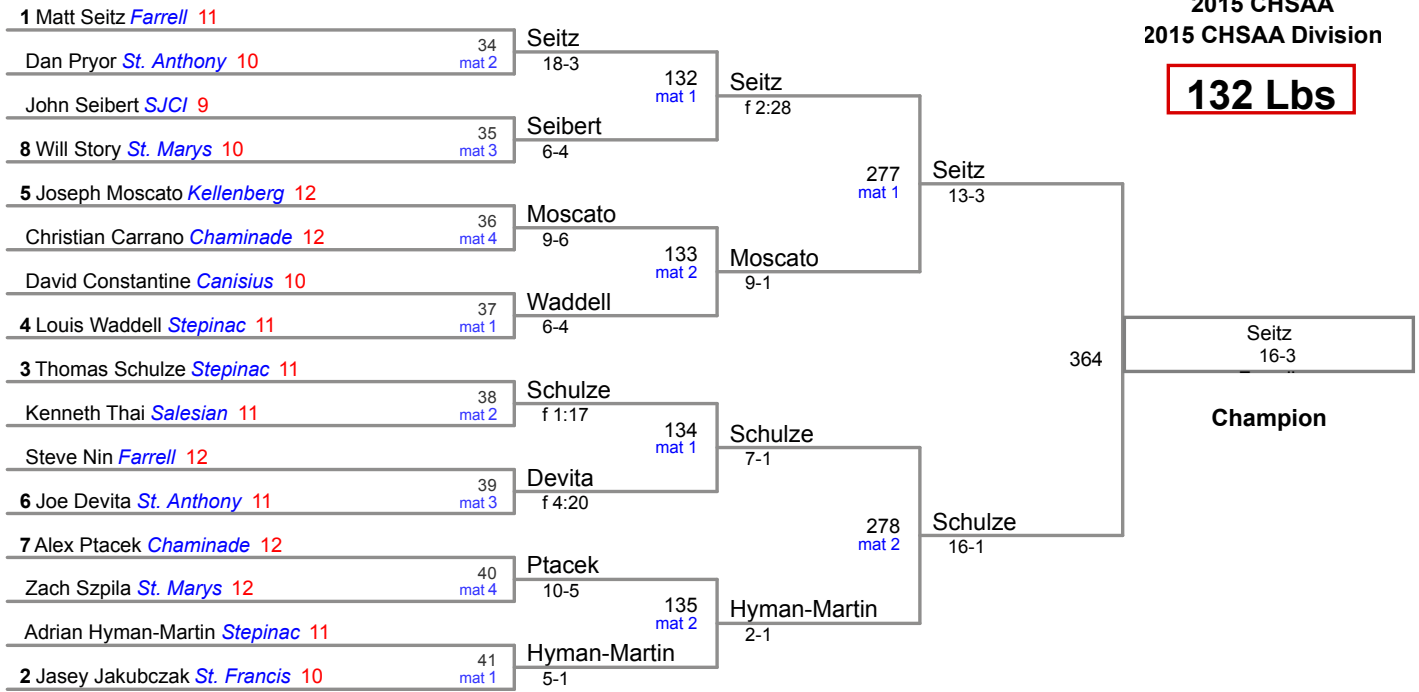 2015 CHSAA
2015 CHSAA Division
132 Lbs
1 Matt Seitz Farrell 11
Dan Pryor St. Anthony 10
John Seibert SJCI 9
8 Will Story St. Marys 10
5 Joseph Moscato Kellenberg 12
Christian Carrano Chaminade 12
David Constantine Canisius 10
4 Louis Waddell Stepinac 11
3 Thomas Schulze Stepinac 11
Kenneth Thai Salesian 11
Steve Nin Farrell 12
6 Joe Devita St. Anthony 11
7 Alex Ptacek Chaminade 12
Zach Szpila St. Marys 12
Adrian Hyman-Martin Stepinac 11
2 Jasey Jakubczak St. Francis 10
34
mat 2
35
mat 3
36
mat 4
37
mat 1
38
mat 2
39
mat 3
40
mat 4
41
mat 1
Seitz
18-3
Seibert
6-4
Moscato
9-6
Waddell
6-4
Schulze
f 1:17
Devita
f 4:20
Ptacek
10-5
Hyman-Martin
5-1
132
mat 1
133
mat 2
134
mat 1
135
mat 2
Seitz
f 2:28
Moscato
9-1
Schulze
7-1
Hyman-Martin
2-1
277
mat 1
278
mat 2
Seitz
13-3
Schulze
16-1
364
Seitz
16-3
Champion